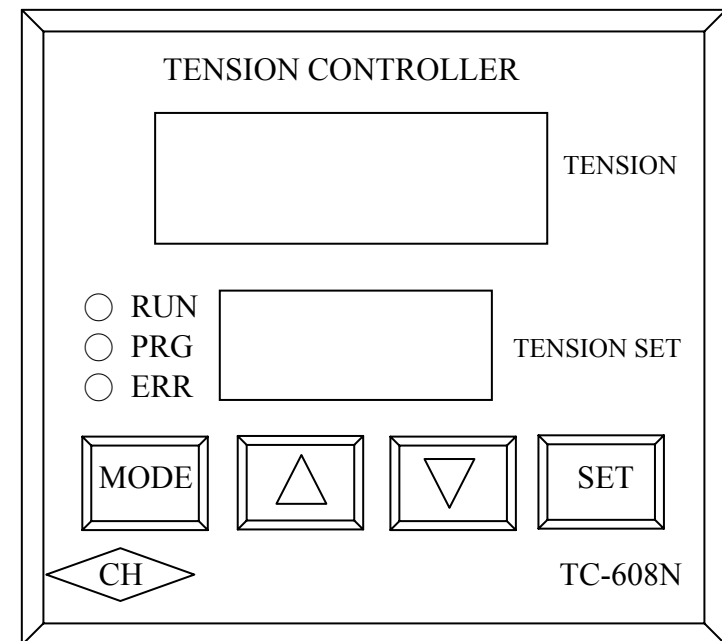 TENSION CONTROLLER
TENSION
RUN
PRG
TENSION SET
ERR
MODE
SET
CH
TC-608N